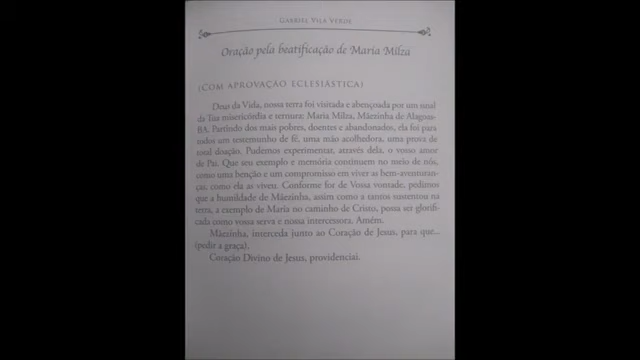 GABRIEL VILA VERDE
Oração pela beatificação de Maria Milza
(COM APROVAÇÃO ECLESIÁSTICA)
Deus da Vida, nossa terra foi visitada e abençoada por um sinal
da Tua misericórdia e ternura: Maria Milza, Mãezinha de Alagoas-
BA. Partindo dos mais pobres, doentes e abandonados, ela foi para
todos um testemunho de fé, uma mão acolhedora, uma prova de
total doação. Pudemos experimentar, através dela, o vosso amor
de Pai. Que seu exemplo e memória continuem no meio de nós,
como uma benção e um compromisso em viver as bem-aventuran-
ças, como ela as viveu. Conforme for de Vossa vontade, pedimos
que a humildade de Mãezinha, assim como a tantos sustentou na
terra, a exemplo de Maria no caminho de Cristo, possa ser glorifi-
cada como vossa serva e nossa intercessora. Amém.
Mãezinha, interceda junto ao Coração de Jesus, para que...
(pedir a graça).
Coração Divino de Jesus, providenciai.